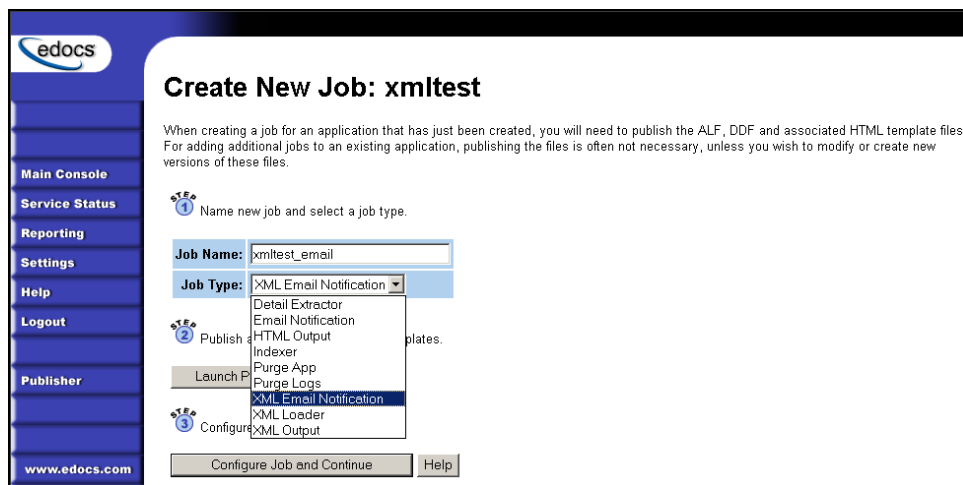 edocs
Main Console
Service Status
Reporting
Settings
Help
Logout
Publisher
www.edocs.com
Create New Job: xmltest
When creating a job for an application that has just been created, you will need to publish the ALF, DDF and associated HTML template files
For adding additional jobs to an existing application, publishing the files is often not necessary, unless you wish to modify or create new
versions of these files.
STEP 1 Name new job and select a job type.
Job Name: xmltest_email
Job Type: XML Email Notification
Detail Extractor
Email Notification
HTML Output
Indexer
Purge App
Purge Logs
XML Email Notification
XML Loader
XML Output
STEP 2 Publish plates.
Launch P
STEP 3 Configure
Configure Job and Continue Help